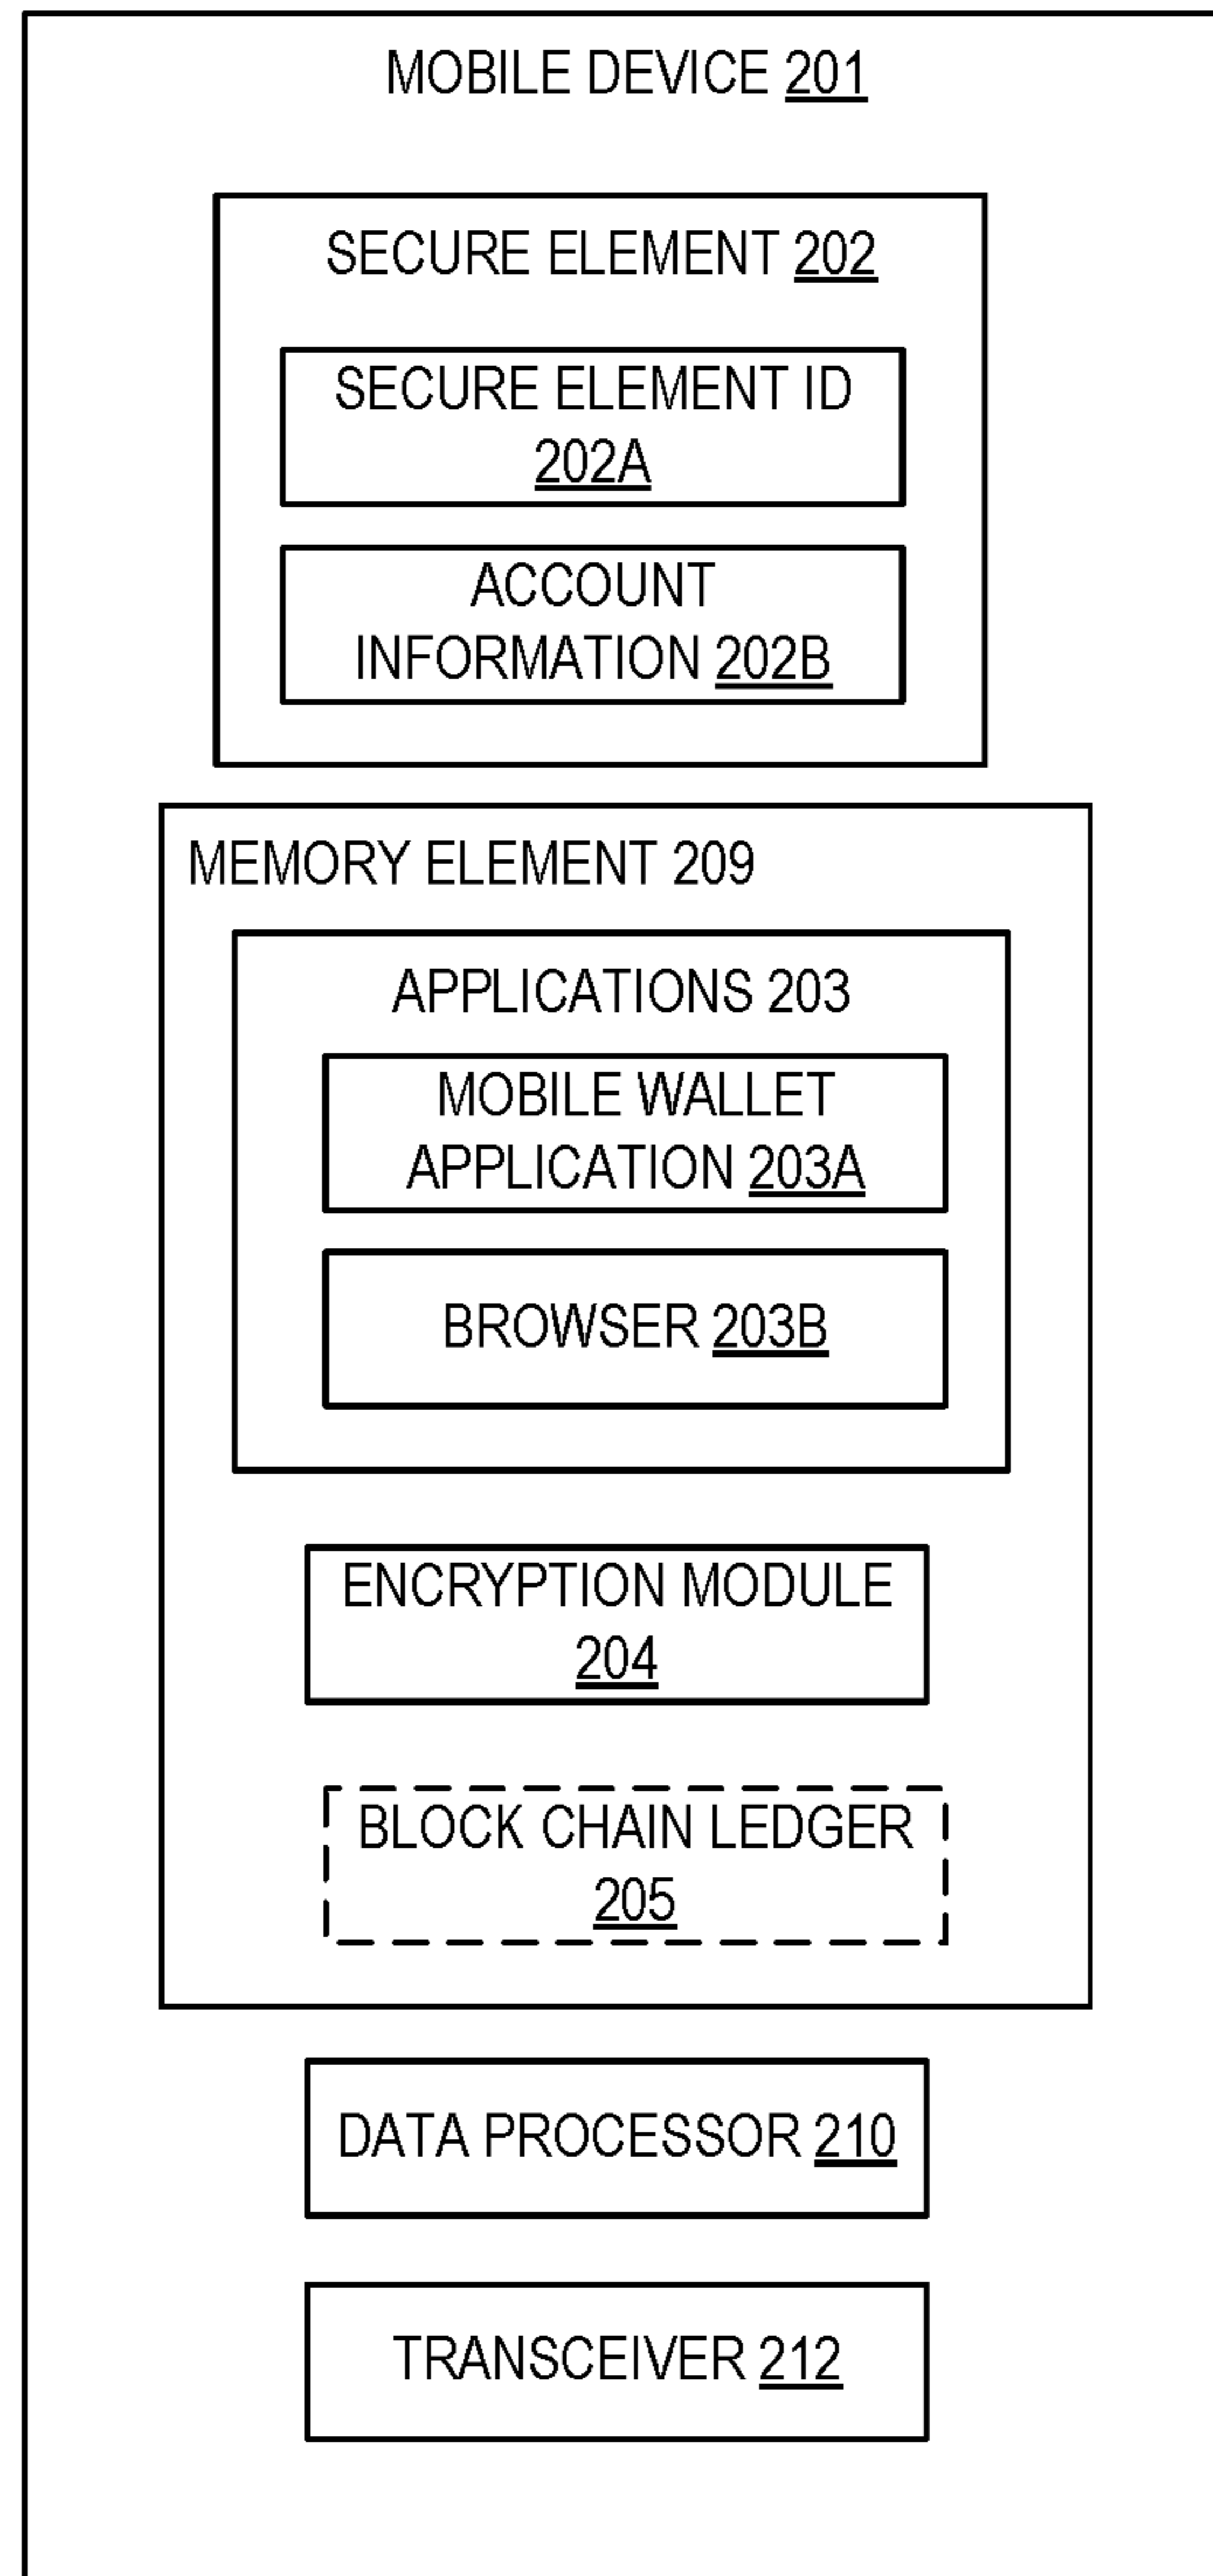 MOBILE DEVICE 201
SECURE ELEMENT 202
SECURE ELEMENT ID
202A
ACCOUNT
INFORMATION 202B
MEMORY ELEMENT 209
APPLICATIONS 203
MOBILE WALLET
APPLICATION 203A
BROWSER 203B
ENCRYPTION MODULE
204
BLOCK CHAIN LEDGER
205
DATA PROCESSOR 210
TRANSCEIVER 212